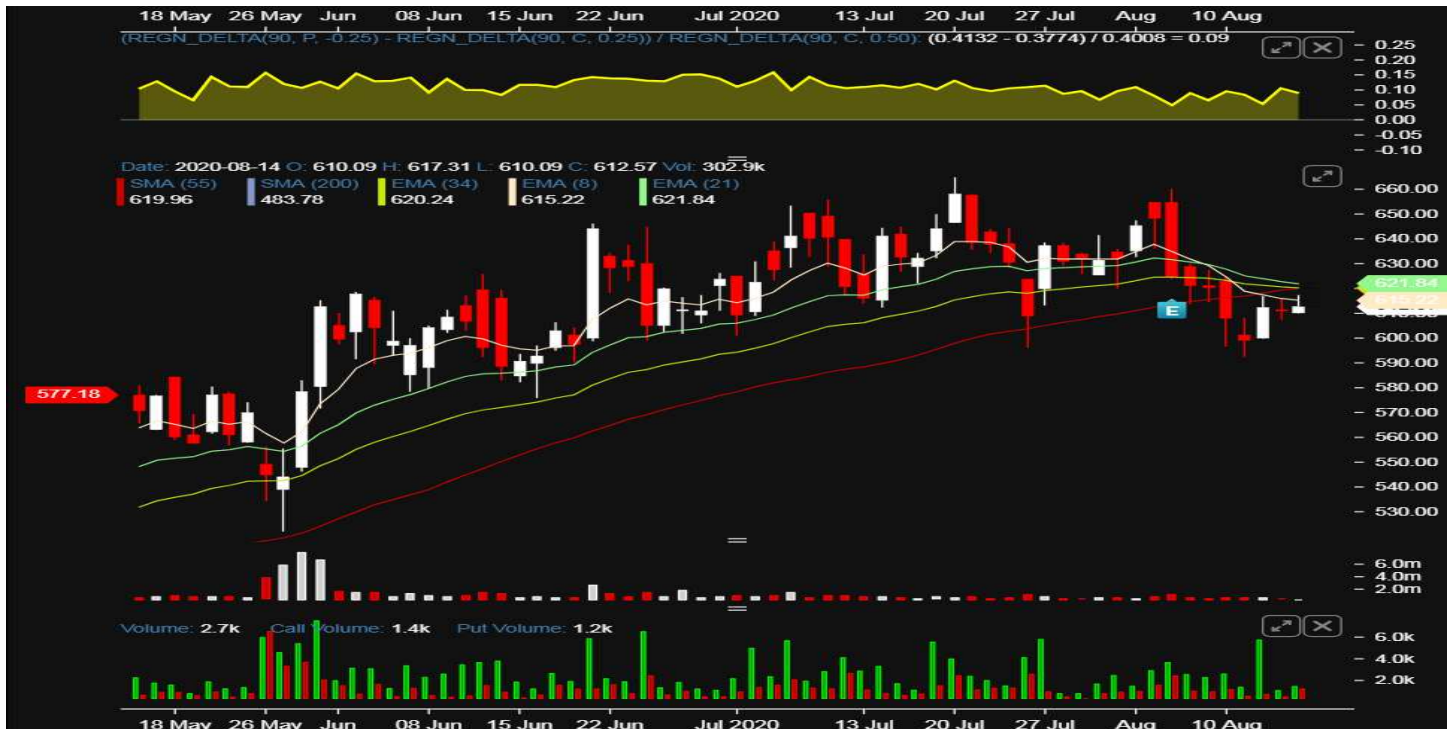 18 May 26 May Jun 08 Jun 15 Jun 22 Jun Jul 2020 13 Jul 20 Jul 27 Jul Aug 10 Aug
(REGN_DELTA(90, P, -0.25) - REGN_DELTA(90, C, 0.25)) / REGN_DELTA(90, C, 0.50): (0.4132 - 0.3774) / 0.4008 = 0.09
0.25
0.20
0.15
0.10
0.05
0.00
-0.05
-0.10
Date: 2020-08-14 O: 610.09 H: 617.31 L: 610.09 C: 612.57 Vol: 302.9k
SMA (55) SMA (200) EMA (34) EMA (8) EMA (21)
619.96 483.78 620.24 615.22 621.84
660.00
650.00
640.00
630.00
621.84
615.22
610.00
600.00
590.00
580.00
577.18
570.00
560.00
550.00
540.00
530.00
E
6.0m
4.0m
2.0m
Volume: 2.7k Call Volume: 1.4k Put Volume: 1.2k
6.0k
4.0k
2.0k
18 May 26 May Jun 08 Jun 15 Jun 22 Jun Jul 2020 13 Jul 20 Jul 27 Jul Aug 10 Aug